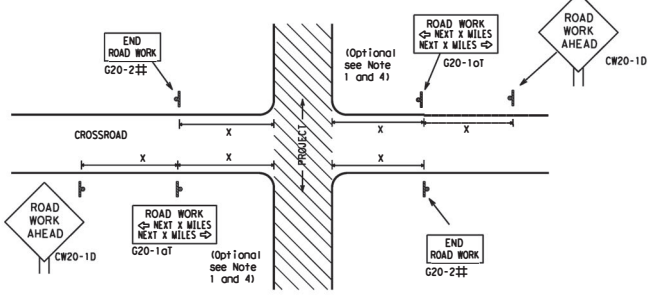 ROAD
WORK
AHEAD
CW20-1D
END
ROAD WORK
G20-2##
(Optional
see Note
1 and 4)
ROAD WORK
⇦ NEXT X MILES
NEXT X MILES ⇨
G20-1aT
X
X
X
CROSSROAD
PROJECT
X
X
X
ROAD
WORK
AHEAD
CW20-1D
ROAD WORK
⇦ NEXT X MILES
NEXT X MILES ⇨
G20-1aT
(Optional
see Note
1 and 4)
END
ROAD WORK
G20-2##